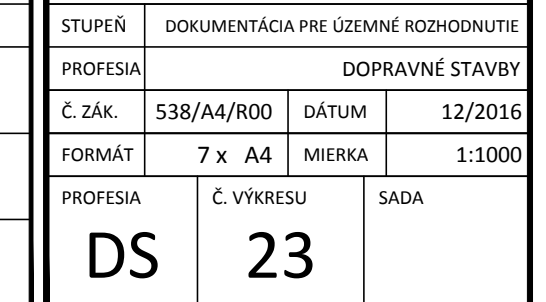 STUPEŇ DOKUMENTÁCIA PRE ÚZEMNÉ ROZHODNUTIE
PROFESIA DOPRAVNÉ STAVBY
Č. ZÁK. 538/A4/R00 DÁTUM 12/2016
FORMÁT 7 x A4 MIERKA 1:1000
PROFESIA Č. VÝKRESU SADA
DS 23